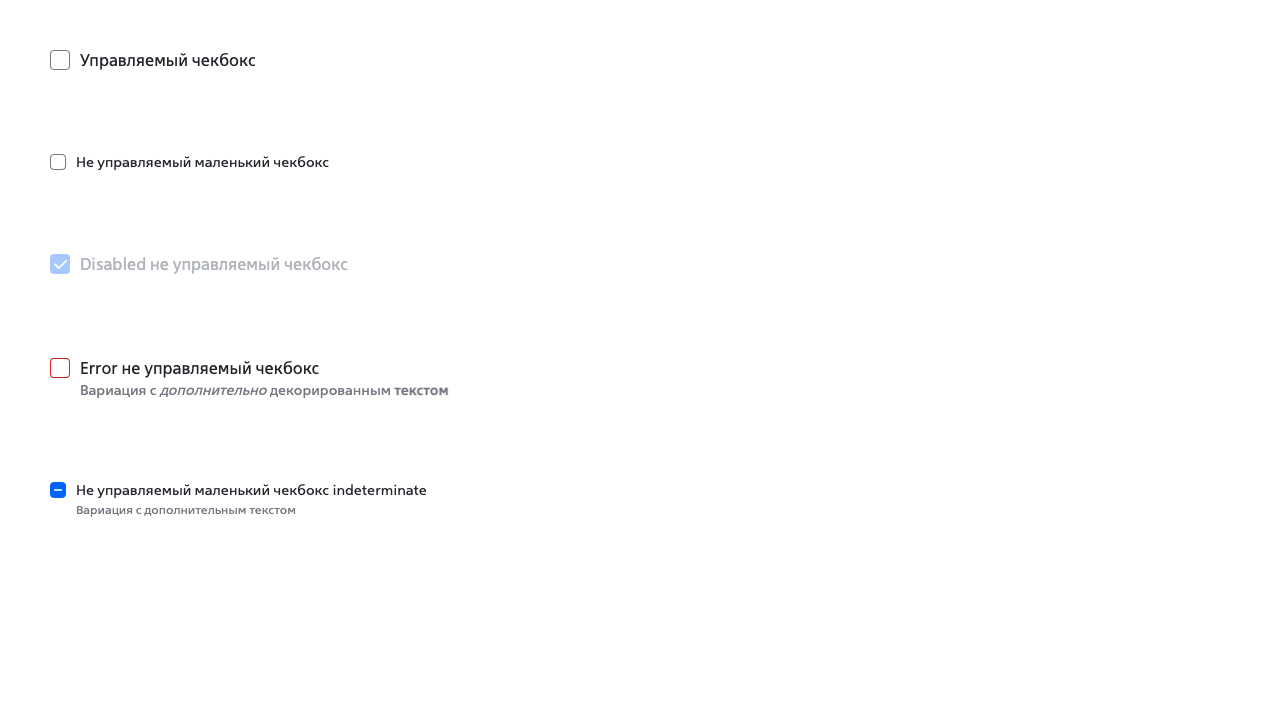 Управляемый чекбокс
Не управляемый маленький чекбокс
Disabled не управляемый чекбокс
Error не управляемый чекбокс
Вариация с дополнительно декорированным текстом
Не управляемый маленький чекбокс indeterminate
Вариация с дополнительным текстом